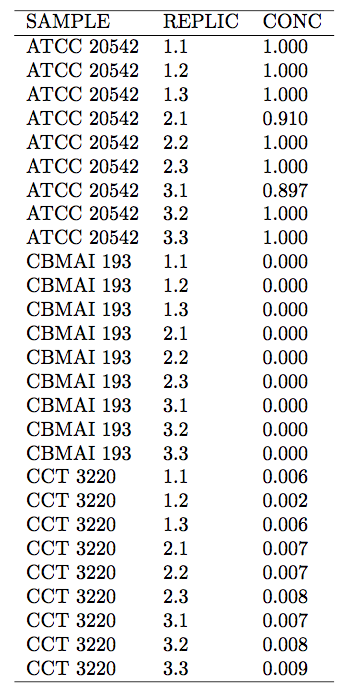 SAMPLE REPLIC CONC
ATCC 20542 1.1 1.000
ATCC 20542 1.2 1.000
ATCC 20542 1.3 1.000
ATCC 20542 2.1 0.910
ATCC 20542 2.2 1.000
ATCC 20542 2.3 1.000
ATCC 20542 3.1 0.897
ATCC 20542 3.2 1.000
ATCC 20542 3.3 1.000
CBMAI 193 1.1 0.000
CBMAI 193 1.2 0.000
CBMAI 193 1.3 0.000
CBMAI 193 2.1 0.000
CBMAI 193 2.2 0.000
CBMAI 193 2.3 0.000
CBMAI 193 3.1 0.000
CBMAI 193 3.2 0.000
CBMAI 193 3.3 0.000
CCT 3220 1.1 0.006
CCT 3220 1.2 0.002
CCT 3220 1.3 0.006
CCT 3220 2.1 0.007
CCT 3220 2.2 0.007
CCT 3220 2.3 0.008
CCT 3220 3.1 0.007
CCT 3220 3.2 0.008
CCT 3220 3.3 0.009